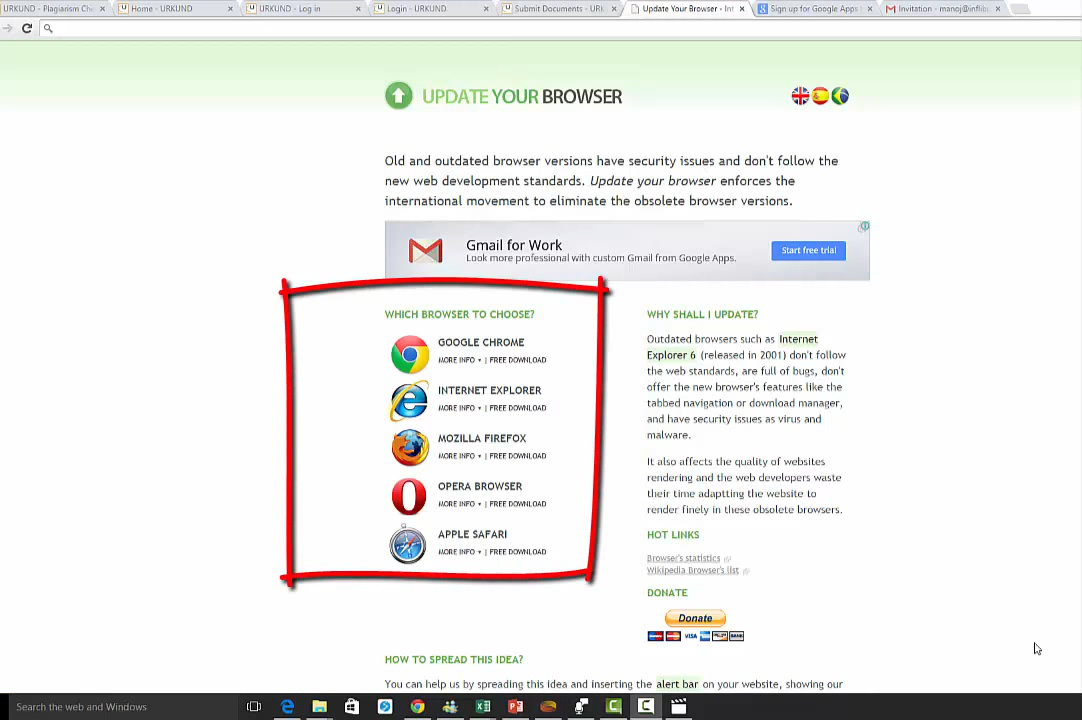 URKUND - Plagiarism Che
Home - URKUND
URKUND - Log in
Login - URKUND
Submit Documents - URK
Update Your Browser - Int
Sign up for Google Apps
Invitation - manoj@inflib
UPDATE YOUR BROWSER
Old and outdated browser versions have security issues and don't follow the
new web development standards. Update your browser enforces the
international movement to eliminate the obsolete browser versions.
Gmail for Work
Look more professional with custom Gmail from Google Apps.
Start free trial
WHICH BROWSER TO CHOOSE?
GOOGLE CHROME
MORE INFO ▾ | FREE DOWNLOAD
INTERNET EXPLORER
MORE INFO ▾ | FREE DOWNLOAD
MOZILLA FIREFOX
MORE INFO ▾ | FREE DOWNLOAD
OPERA BROWSER
MORE INFO ▾ | FREE DOWNLOAD
APPLE SAFARI
MORE INFO ▾ | FREE DOWNLOAD
WHY SHALL I UPDATE?
Outdated browsers such as Internet
Explorer 6 (released in 2001) don't follow
the web standards, are full of bugs, don't
offer the new browser's features like the
tabbed navigation or download manager,
and have security issues as virus and
malware.
It also affects the quality of websites
rendering and the web developers waste
their time adaptting the website to
render finely in these obsolete browsers.
HOT LINKS
Browser's statistics
Wikipedia Browser's list
DONATE
Donate
VISA
BANK
HOW TO SPREAD THIS IDEA?
You can help us by spreading this idea and inserting the alert bar on your website, showing our
Search the web and Windows